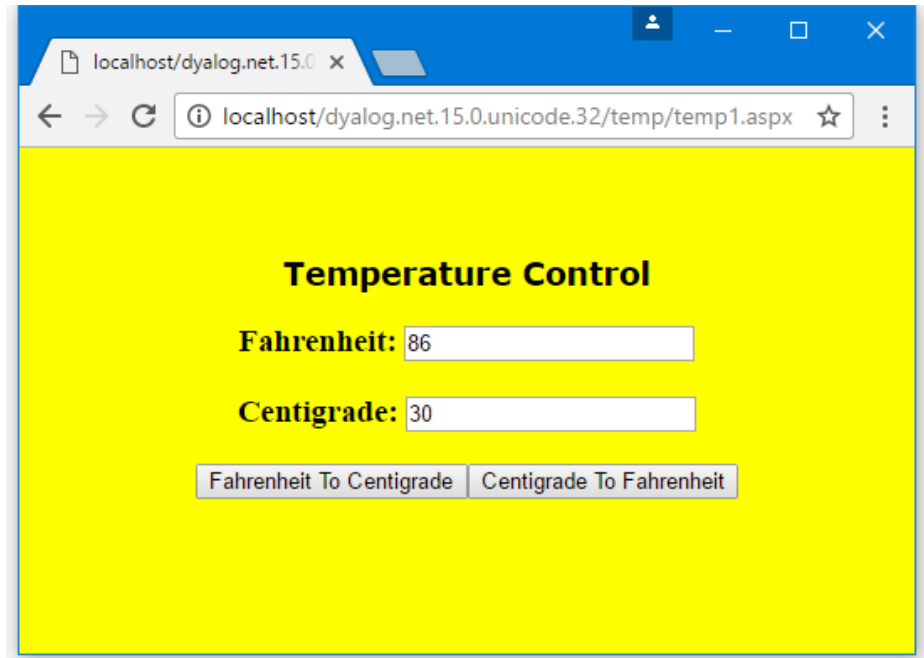 localhost/dyalog.net.15.0
localhost/dyalog.net.15.0.unicode.32/temp/temp1.aspx
Temperature Control
Fahrenheit: 86
Centigrade: 30
Fahrenheit To Centigrade Centigrade To Fahrenheit